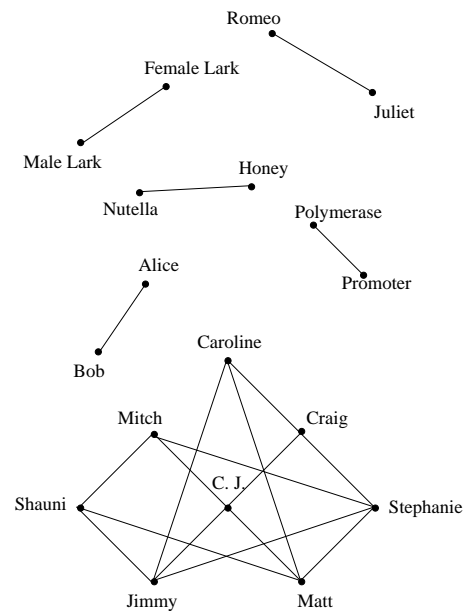 Romeo
Female Lark
Juliet
Male Lark
Honey
Nutella
Polymerase
Alice
Promoter
Caroline
Bob
Mitch
Craig
C. J.
Shauni
Stephanie
Jimmy
Matt